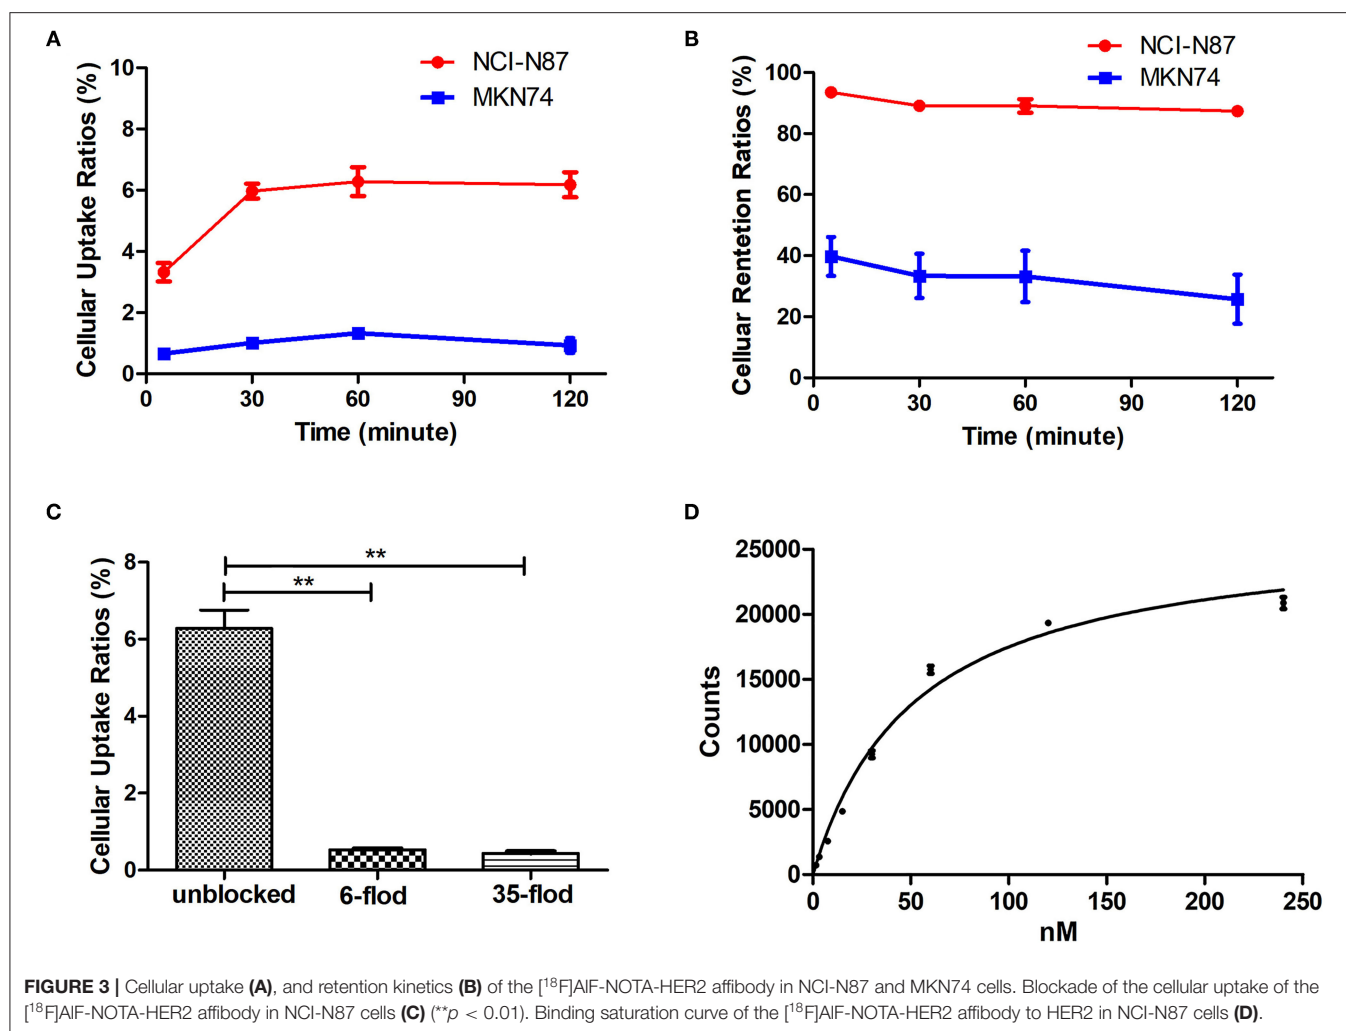 A
Cellular Uptake Ratios (%)
10
8
6
4
2
0
0 30 60 90 120
Time (minute)
NCI-N87
MKN74
B
Celluar Rentetion Ratios (%)
100
80
60
40
20
0
0 30 60 90 120
Time (minute)
NCI-N87
MKN74
C
Cellular Uptake Ratios (%)
8
6
4
2
0
**
**
unblocked 6-flod 35-flod
D
Counts
25000
20000
15000
10000
5000
0
0 50 100 150 200 250
nM
FIGURE 3 | Cellular uptake (A), and retention kinetics (B) of the [18F]AlF-NOTA-HER2 affibody in NCI-N87 and MKN74 cells. Blockade of the cellular uptake of the
[18F]AlF-NOTA-HER2 affibody in NCI-N87 cells (C) (**p < 0.01). Binding saturation curve of the [18F]AlF-NOTA-HER2 affibody to HER2 in NCI-N87 cells (D).